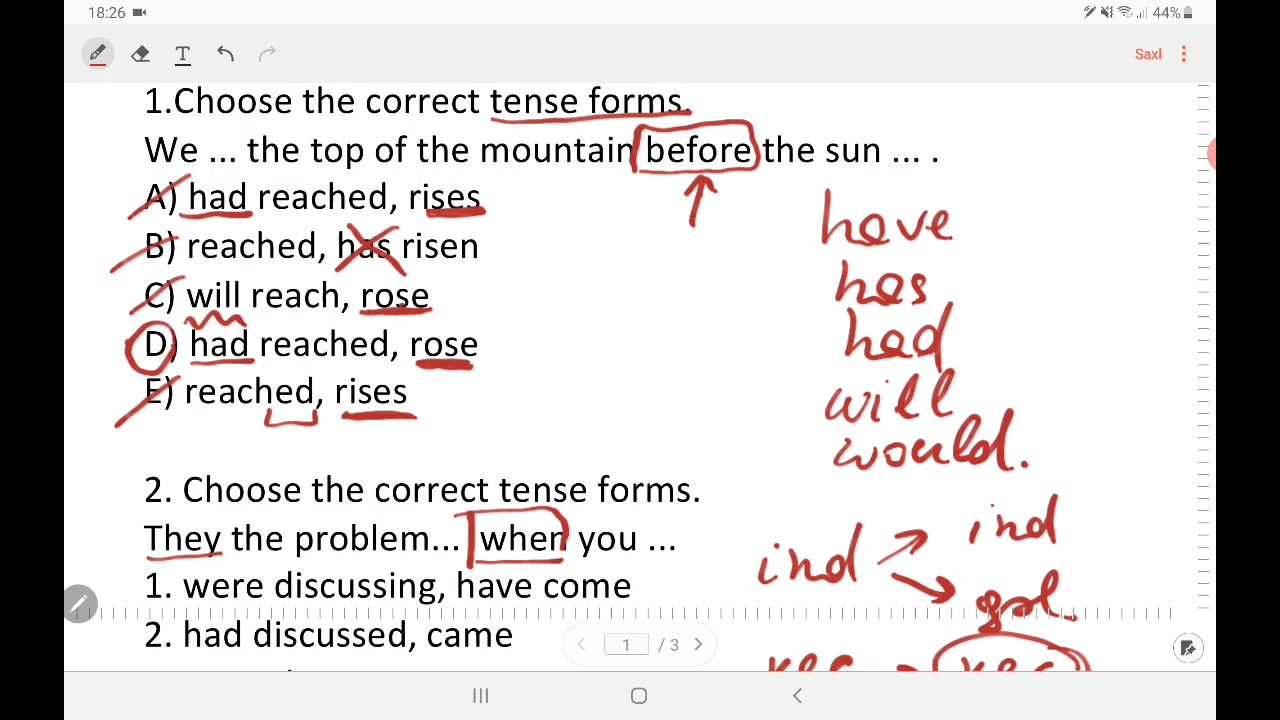 18:26
44%
T
Saxl
1.Choose the correct tense forms.
We ... the top of the mountain before the sun ... .
A) had reached, rises
B) reached, has risen
C) will reach, rose
D) had reached, rose
E) reached, rises
have
has
had
will
would.
2. Choose the correct tense forms.
They the problem... when you ...
ind
ind
gəl.
1. were discussing, have come
2. had discussed, came
1 / 3